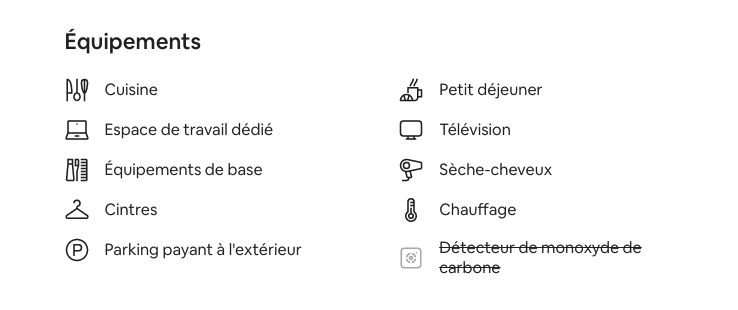 Équipements
Cuisine
Petit déjeuner
Espace de travail dédié
Télévision
Équipements de base
Sèche-cheveux
Cintres
Chauffage
Parking payant à l'extérieur
Détecteur de monoxyde de
carbone